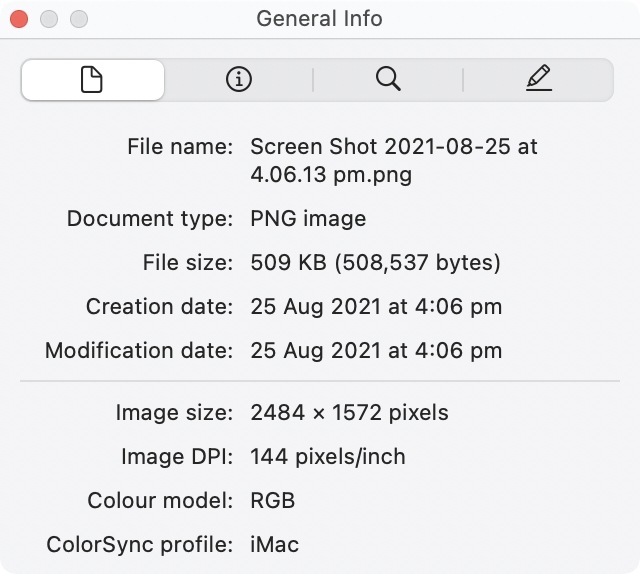 General Info
File name: Screen Shot 2021-08-25 at
4.06.13 pm.png
Document type: PNG image
File size: 509 KB (508,537 bytes)
Creation date: 25 Aug 2021 at 4:06 pm
Modification date: 25 Aug 2021 at 4:06 pm
Image size: 2484 × 1572 pixels
Image DPI: 144 pixels/inch
Colour model: RGB
ColorSync profile: iMac